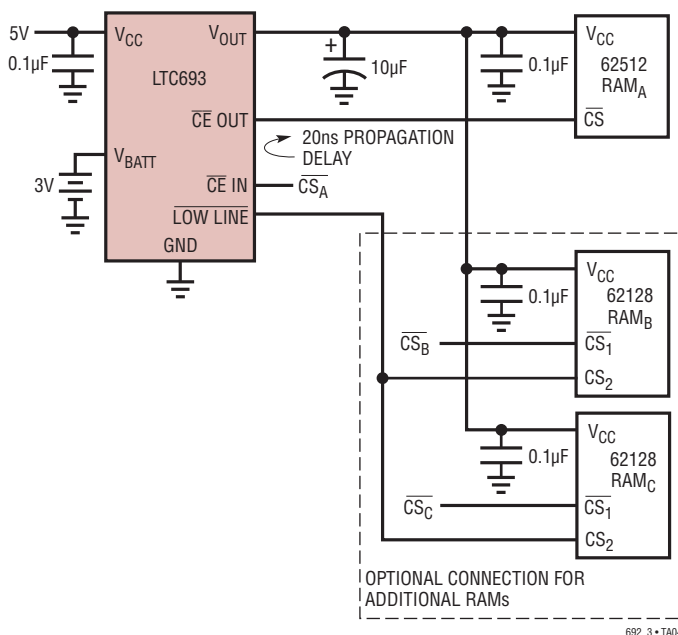 5V
VCC
VOUT
0.1µF
LTC693
+
10µF
0.1µF
VCC
62512
RAMA
CE OUT
CS
20ns PROPAGATION
DELAY
VBATT
3V
CE IN
CSA
LOW LINE
GND
VCC
0.1µF
62128
RAMB
CSB
CS1
CS2
VCC
0.1µF
62128
RAMC
CSC
CS1
CS2
OPTIONAL CONNECTION FOR
ADDITIONAL RAMs